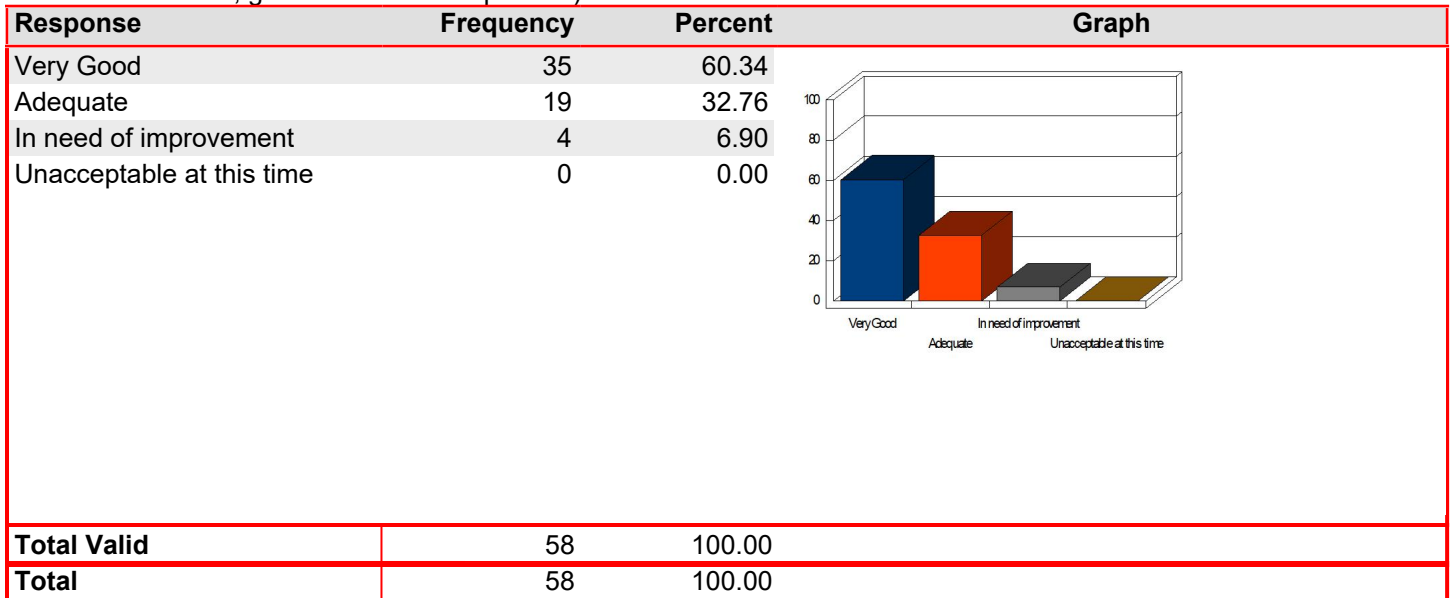 Response Frequency Percent Graph
Very Good 35 60.34
Adequate 19 32.76
In need of improvement 4 6.90
Unacceptable at this time 0 0.00
100
80
60
40
20
0
Very Good In need of improvement
Adequate Unacceptable at this time
Total Valid 58 100.00
Total 58 100.00